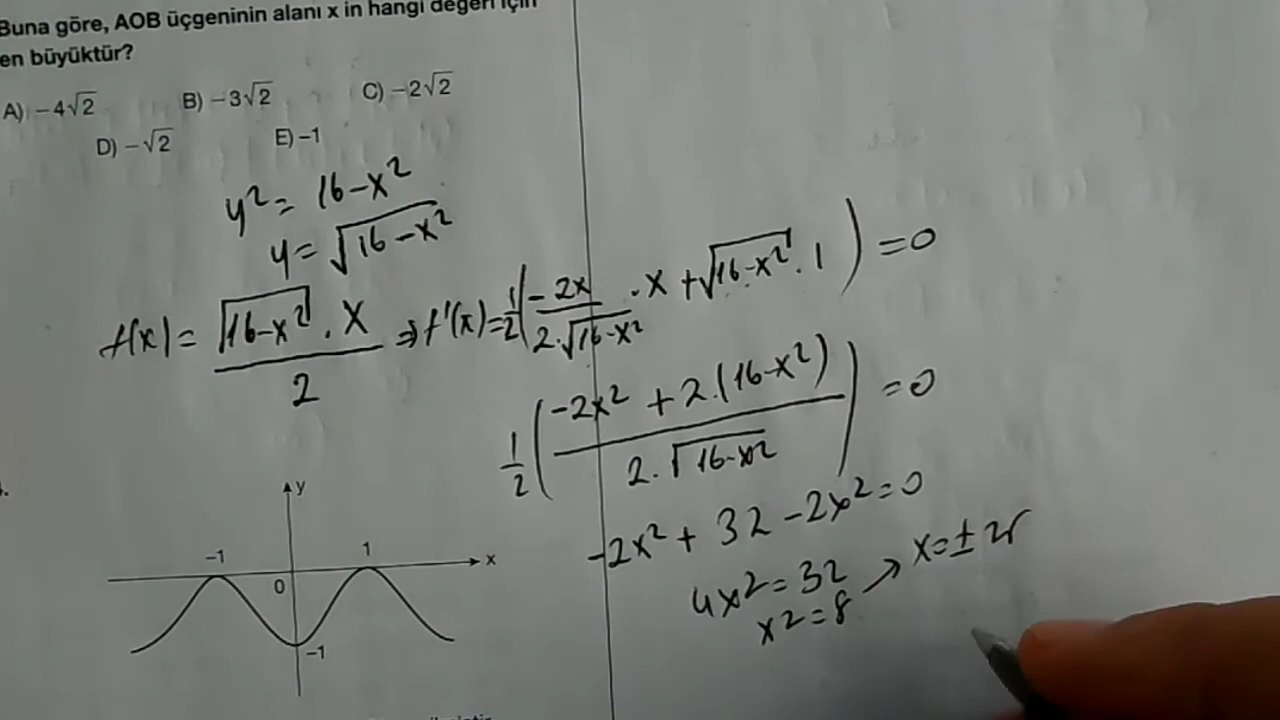 Buna göre, AOB üçgeninin alanı x in hangi değeri için
en büyüktür?
A) -4√2 B) -3√2 C) -2√2
D) -√2 E) -1
y² = 16-x²
y = √(16-x²)
f(x) = (√(16-x²) · x)/2 ⇒ f'(x) = 1/2 (-2x/(2·√(16-x²)) · x + √(16-x²) · 1) = 0
1/2 ((-2x² + 2·(16-x²))/(2·√(16-x²))) = 0
-2x² + 32 - 2x² = 0
4x² = 32
x² = 8 → x = ± 2√
y
-1 1 x
0
-1